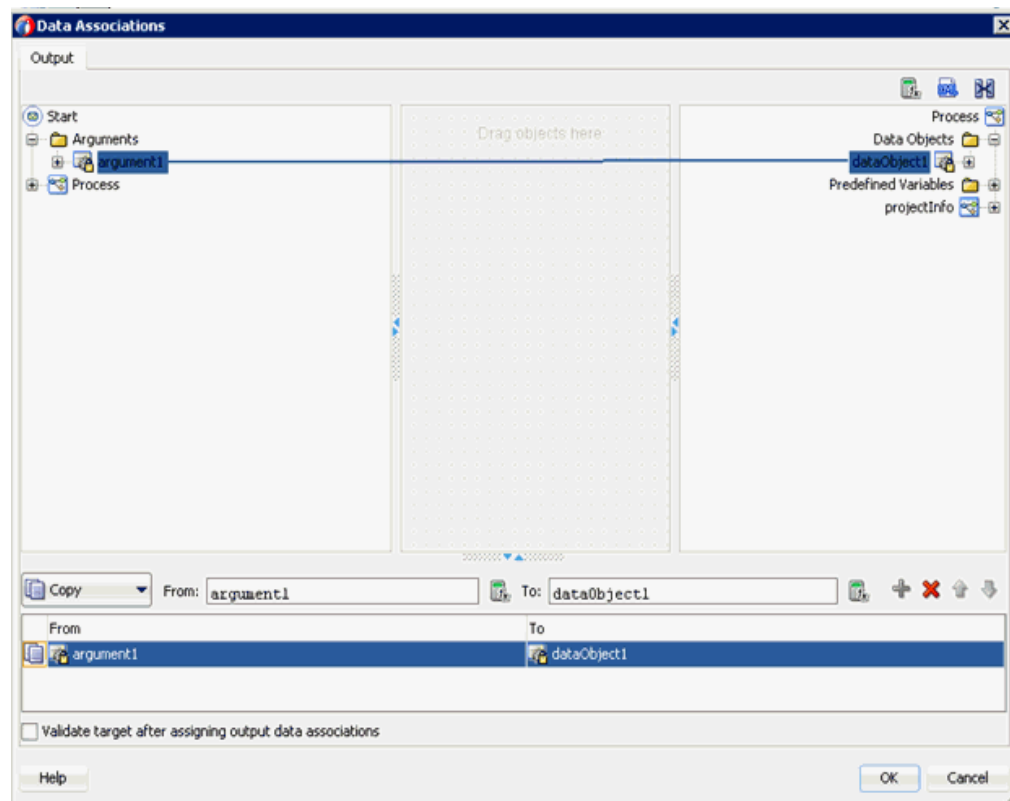 Data Associations
Output
Start
Arguments
argument1
Process
Drag objects here
Process
Data Objects
dataObject1
Predefined Variables
projectInfo
Copy From: argument1 To: dataObject1
From To
argument1 dataObject1
Validate target after assigning output data associations
Help OK Cancel